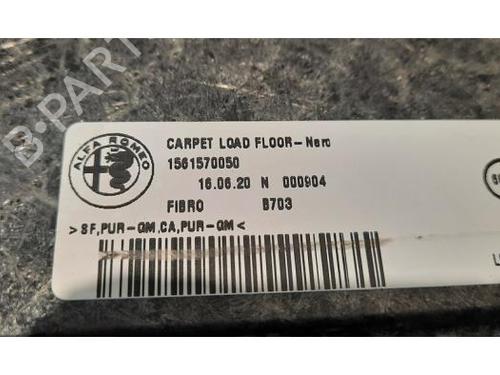 B-PARTS
ALFA ROMEO
CARPET LOAD FLOOR-Nero
1561570050
16.06.20 N 000904
FIBRO 8703
>SF,PUR-GM,CA,PUR-GM<